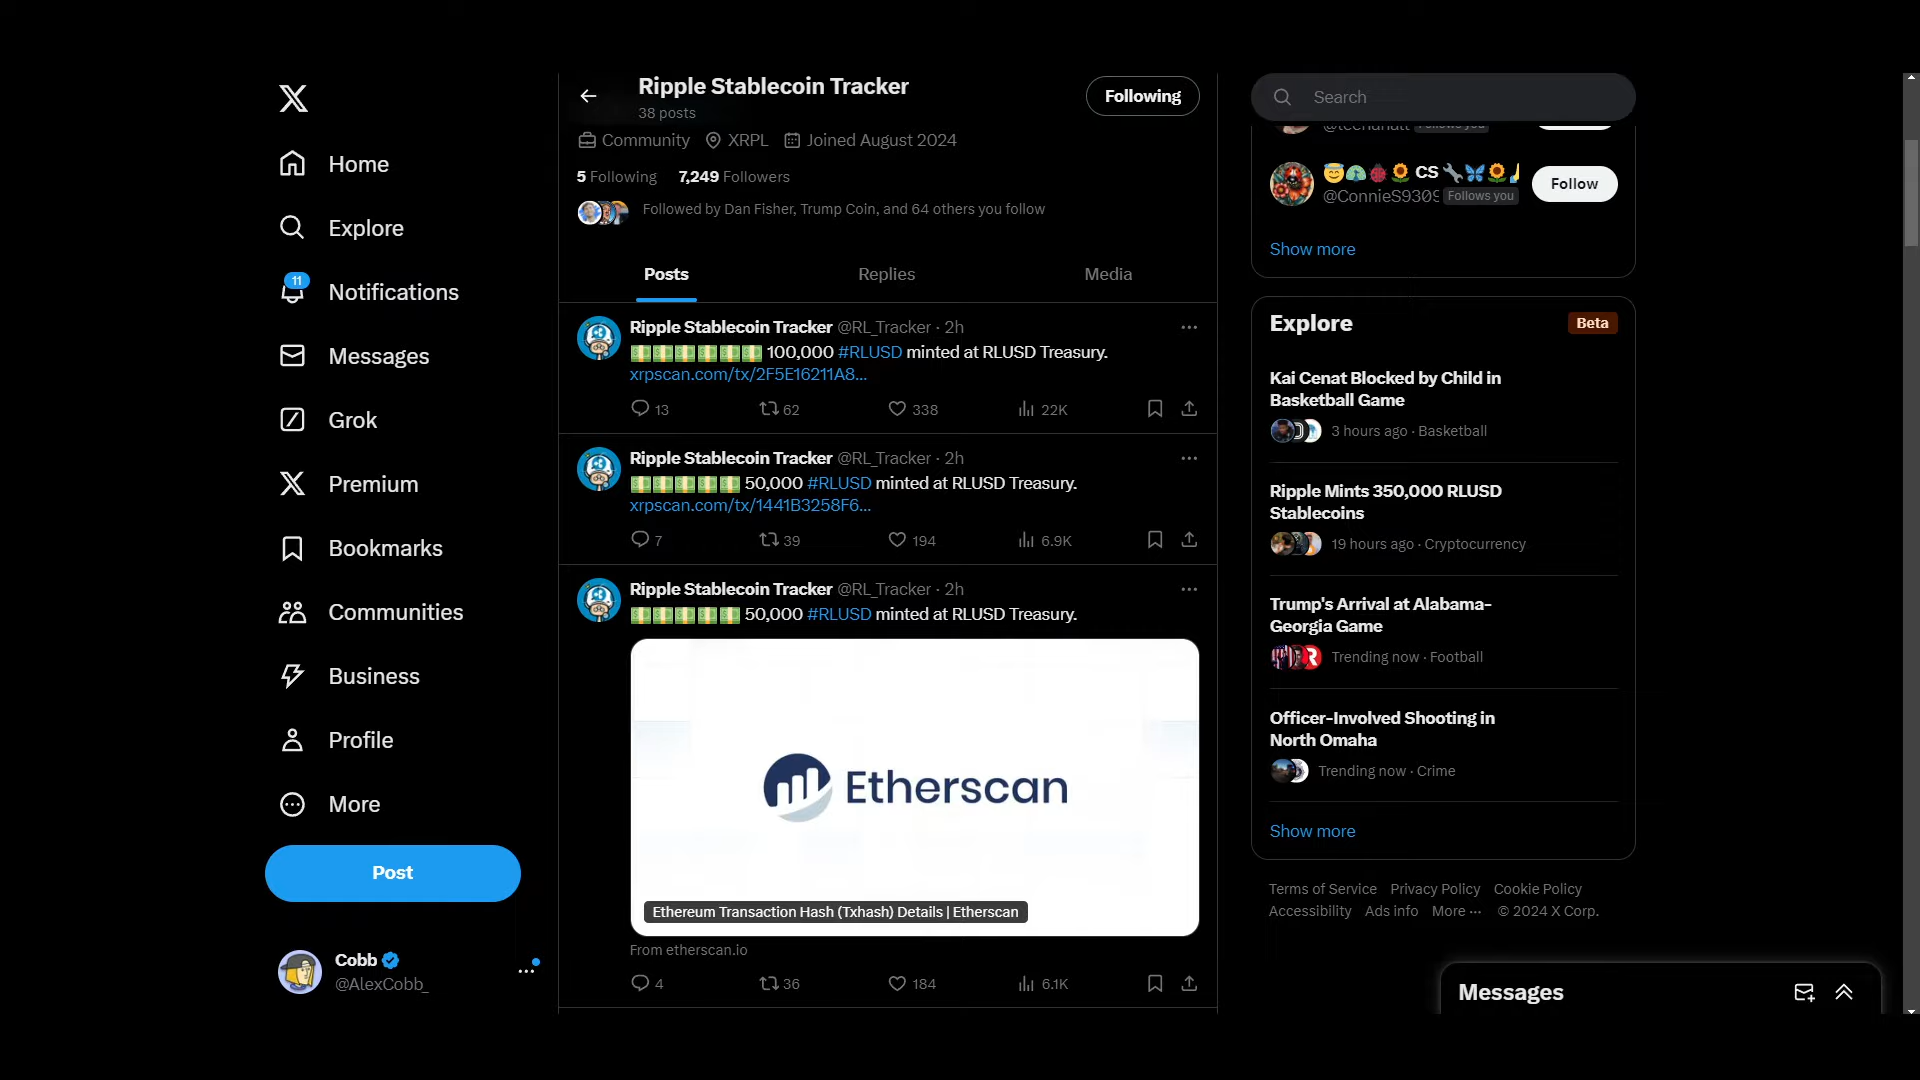 Home
Explore
11
Notifications
Messages
Grok
Premium
Bookmarks
Communities
Business
Profile
More
Post
Cobb
@AlexCobb_
Ripple Stablecoin Tracker
38 posts
Following
Community XRPL Joined August 2024
5 Following 7,249 Followers
Followed by Dan Fisher, Trump Coin, and 64 others you follow
Posts Replies Media
Ripple Stablecoin Tracker @RL_Tracker · 2h
100,000 #RLUSD minted at RLUSD Treasury.
xrpscan.com/tx/2F5E16211A8...
13 62 338 22K
Ripple Stablecoin Tracker @RL_Tracker · 2h
50,000 #RLUSD minted at RLUSD Treasury.
xrpscan.com/tx/1441B3258F6...
7 39 194 6.9K
Ripple Stablecoin Tracker @RL_Tracker · 2h
50,000 #RLUSD minted at RLUSD Treasury.
Etherscan
Ethereum Transaction Hash (Txhash) Details | Etherscan
From etherscan.io
4 36 184 6.1K
Search
CS
@ConnieS9309 Follows you
Follow
Show more
Explore
Beta
Kai Cenat Blocked by Child in
Basketball Game
3 hours ago · Basketball
Ripple Mints 350,000 RLUSD
Stablecoins
19 hours ago · Cryptocurrency
Trump's Arrival at Alabama-
Georgia Game
Trending now · Football
Officer-Involved Shooting in
North Omaha
Trending now · Crime
Show more
Terms of Service Privacy Policy Cookie Policy
Accessibility Ads info More ··· © 2024 X Corp.
Messages